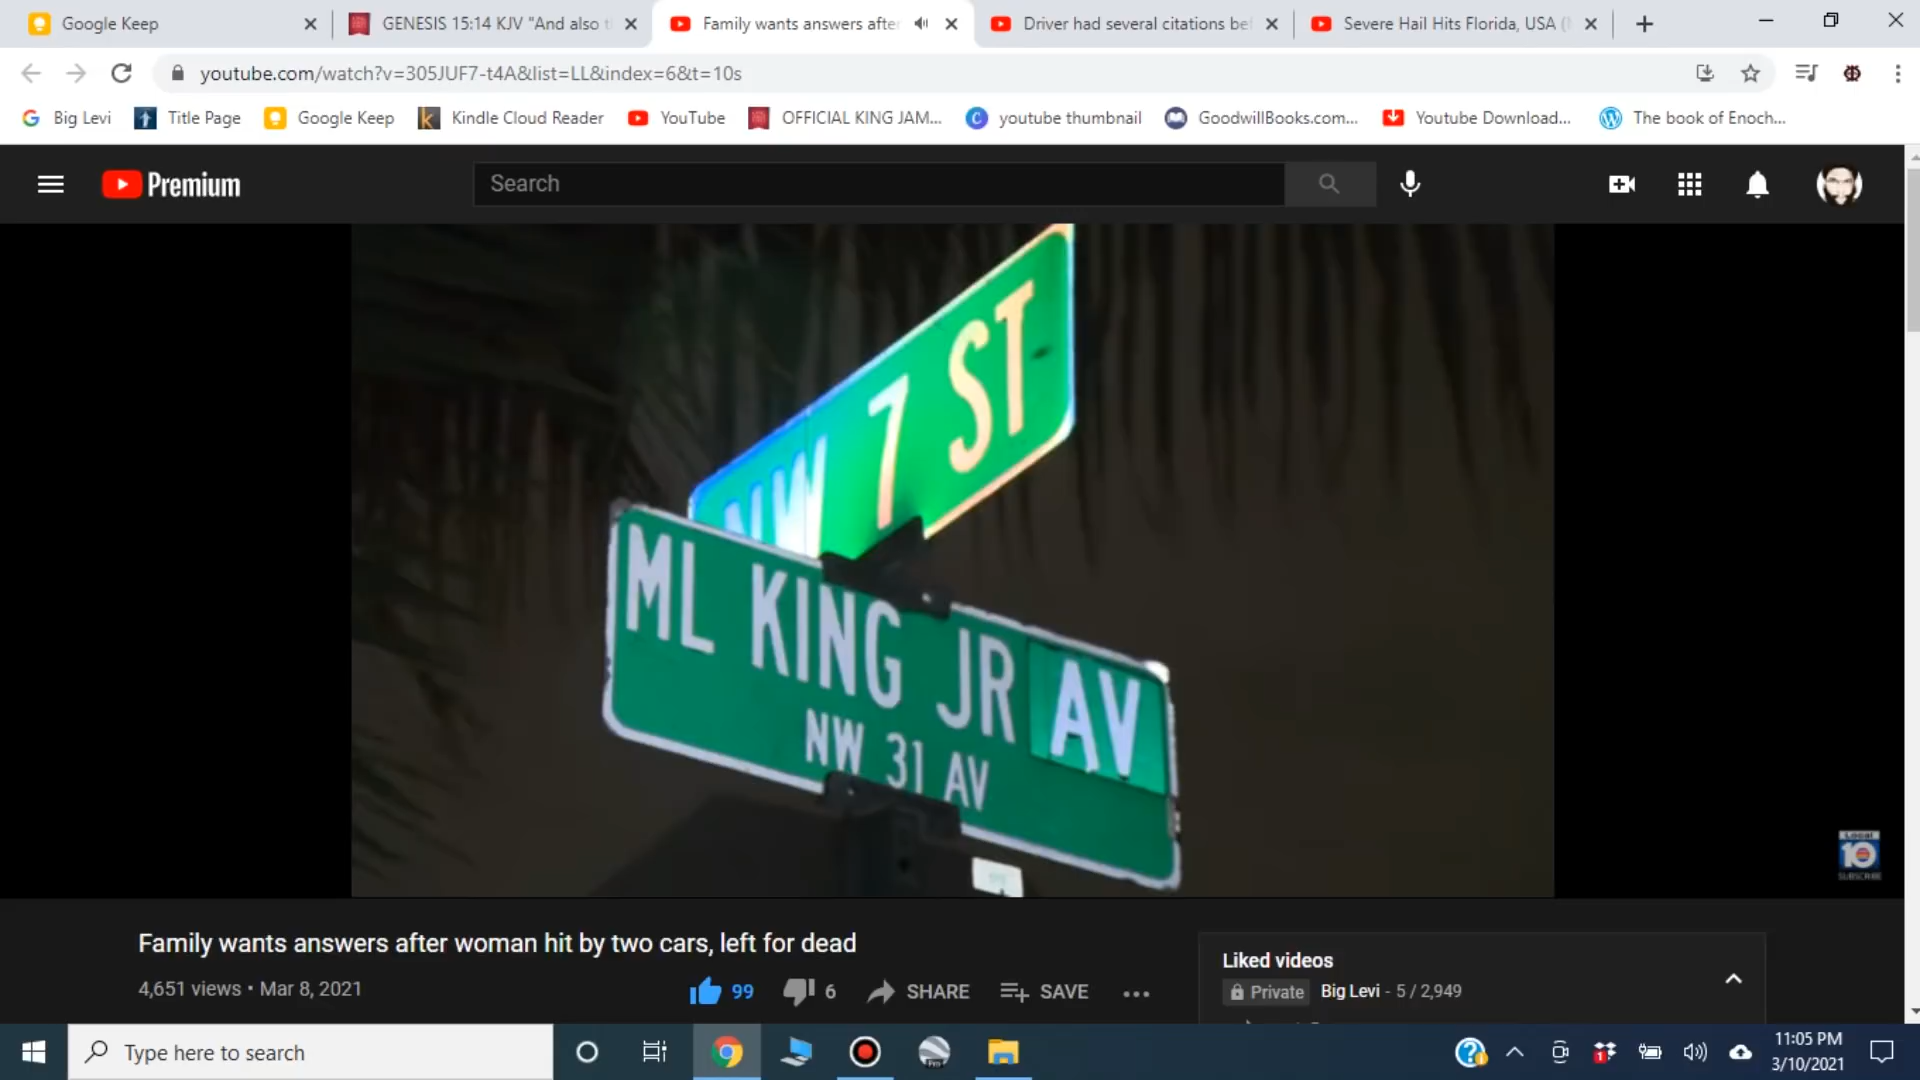 Google Keep
GENESIS 15:14 KJV "And also t
Family wants answers after
Driver had several citations be
Severe Hail Hits Florida, USA (
youtube.com/watch?v=305JUF7-t4A&list=LL&index=6&t=10s
Big Levi
Title Page
Google Keep
Kindle Cloud Reader
YouTube
OFFICIAL KING JAM...
youtube thumbnail
GoodwillBooks.com...
Youtube Download...
The book of Enoch...
Premium
Search
NW 7 ST
ML KING JR AV
NW 31 AV
Local
10
SUBSCRIBE
Family wants answers after woman hit by two cars, left for dead
4,651 views • Mar 8, 2021
99
6
SHARE
SAVE
Liked videos
Private
Big Levi - 5 / 2,949
Type here to search
1
11:05 PM
3/10/2021